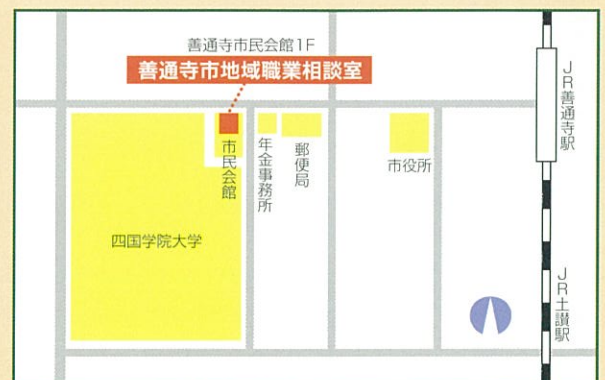 善通寺市民会館1F
善通寺市地域職業相談室
JR善通寺駅
市民会館
年金事務所
郵便局
市役所
四国学院大学
JR土讃駅